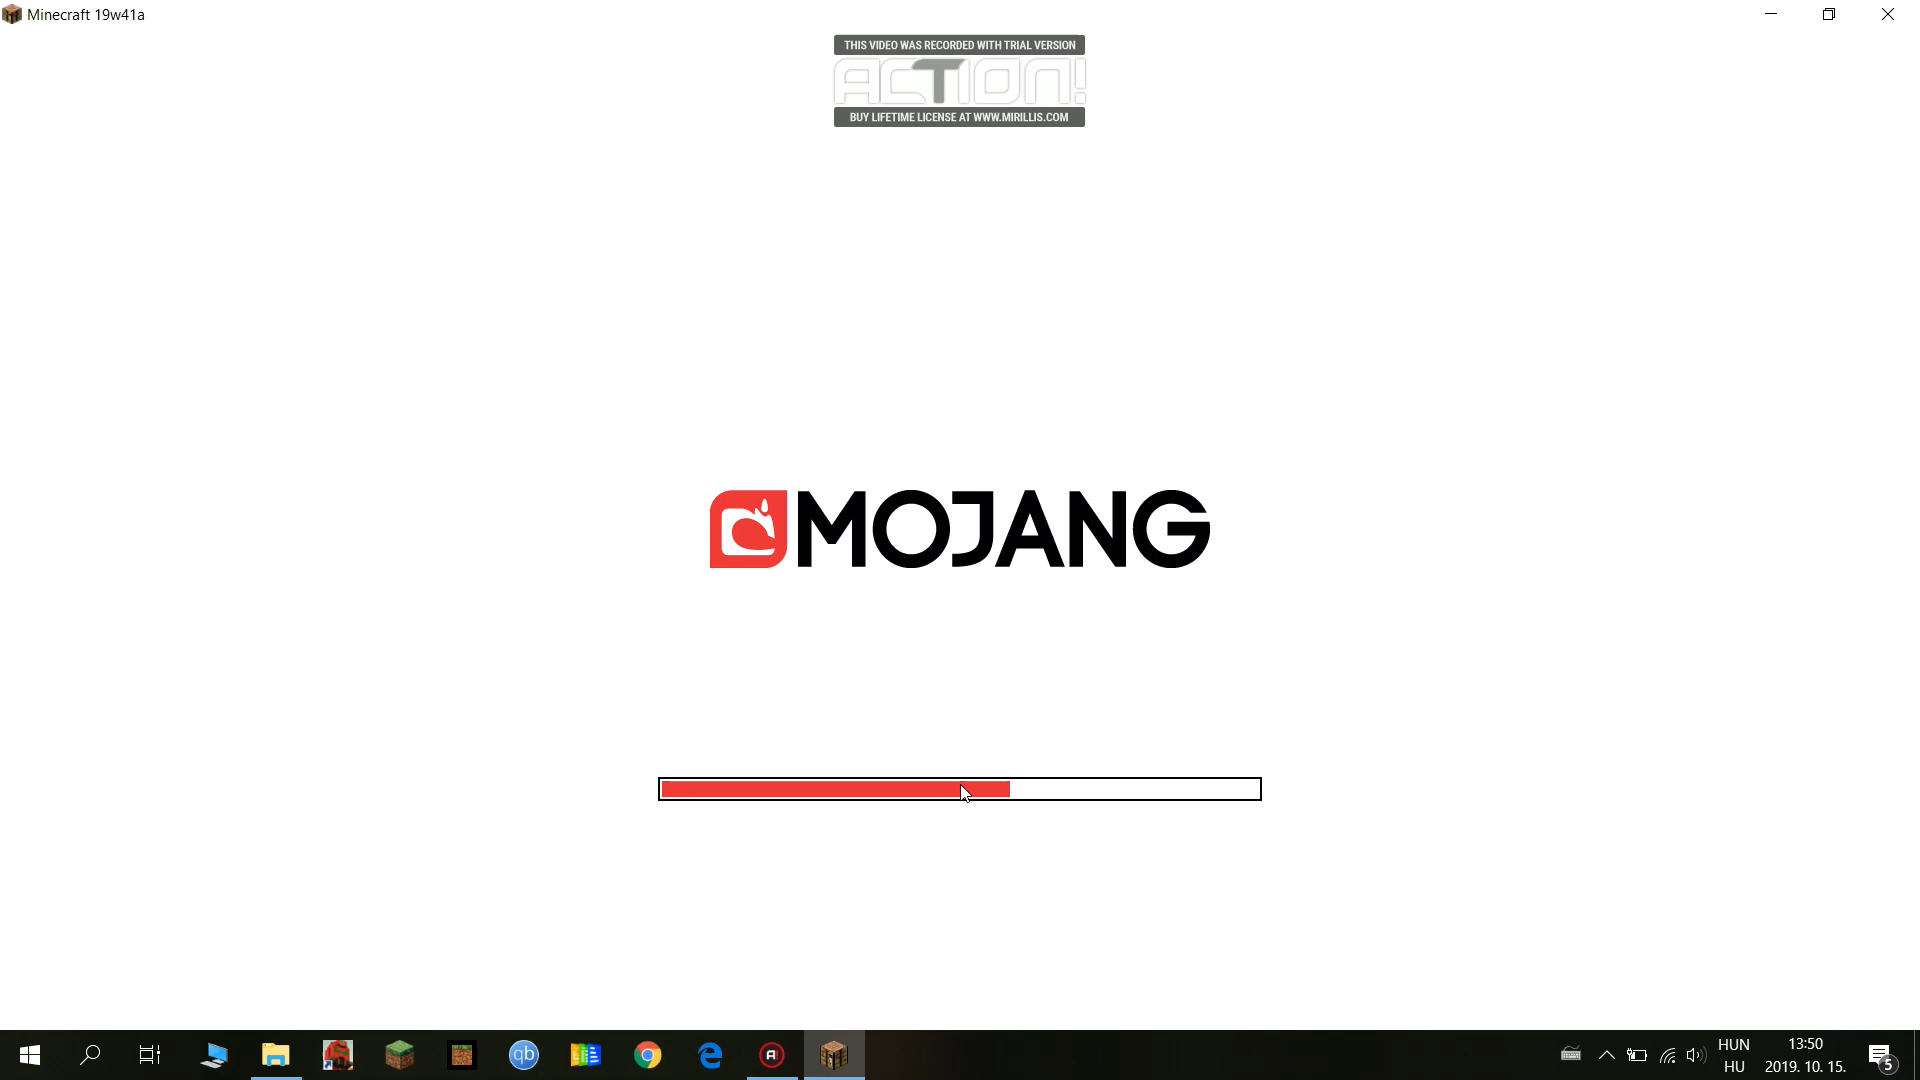 Minecraft 19w41a
THIS VIDEO WAS RECORDED WITH TRIAL VERSION
ACTION!
BUY LIFETIME LICENSE AT WWW.MIRILLIS.COM
MOJANG
qb
A
HUN
HU
13:50
2019. 10. 15.
5